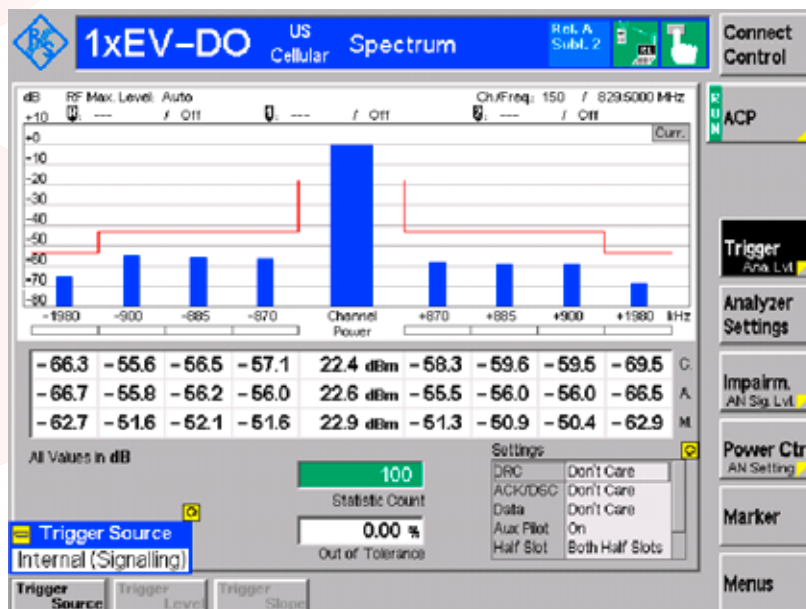 R&S 1xEV-DO US Cellular Spectrum Rel. A Subt. 2
Connect Control
dB RF Max. Level: Auto Ch./Freq.: 150 / 829.5000 MHz
+10 --- / Off --- / Off --- / Off
RUN
ACP
Curr.
+0
-10
-20
-30
-40
-50
-60
-70
-80
-1980 -900 -885 -870 Channel Power +870 +885 +900 +1980 kHz
Trigger
Ana. Lvl.
Analyzer Settings
Impairm.
AN Sig. Lvl.
Power Ctr
AN Setting
Marker
Menus
-66.3 -55.6 -56.5 -57.1 22.4 dBm -58.3 -59.6 -59.5 -69.5 C.
-66.7 -55.8 -56.2 -56.0 22.6 dBm -55.5 -56.0 -56.0 -66.5 A.
-62.7 -51.6 -52.1 -51.6 22.9 dBm -51.3 -50.9 -50.4 -62.9 M.
All Values in dB
100
Statistic Count
0.00 %
Out of Tolerance
Settings
DRC Don't Care
ACK/DSC Don't Care
Data Don't Care
Aux Pilot On
Half Slot Both Half Slots
Trigger Source
Internal (Signalling)
Trigger Source
Trigger Level
Trigger Slope